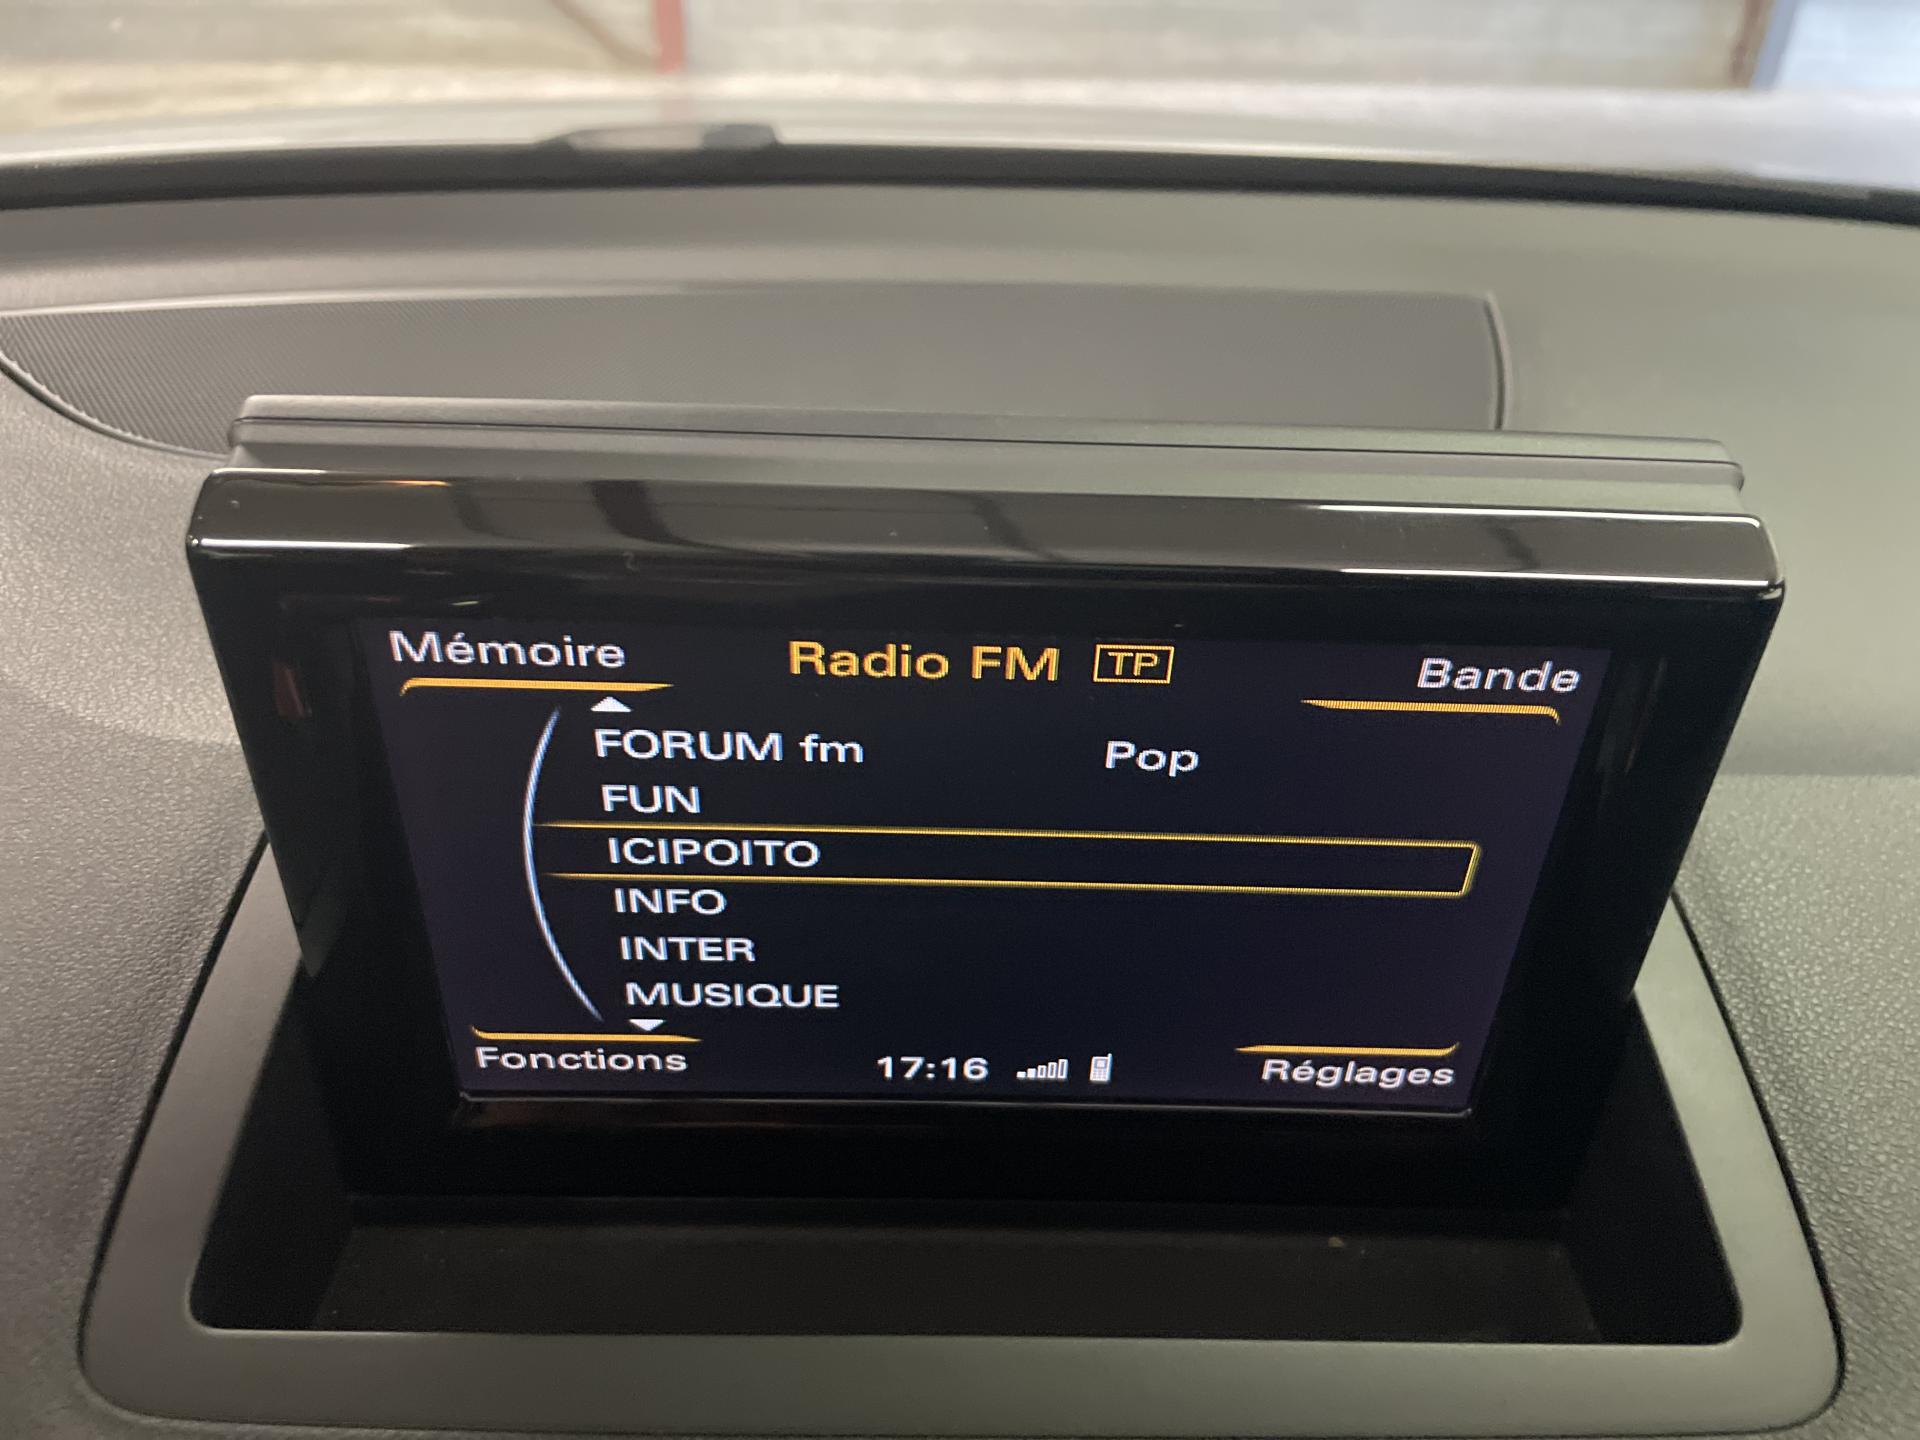 Mémoire Radio FM TP Bande
FORUM fm Pop
FUN
ICIPOITO
INFO
INTER
MUSIQUE
Fonctions 17:16 Réglages